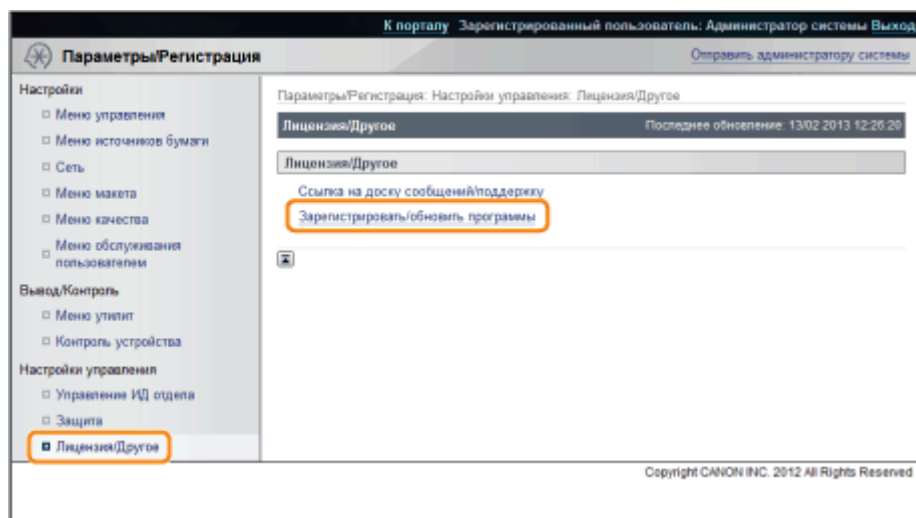 К порталу Зарегистрированный пользователь: Администратор системы Выход
Параметры/Регистрация
Отправить администратору системы
Настройки
Меню управления
Меню источников бумаги
Сеть
Меню макета
Меню качества
Меню обслуживания
пользователем
Вывод/Контроль
Меню утилит
Контроль устройства
Настройки управления
Управление ИД отдела
Защита
Лицензия/Другое
Параметры/Регистрация: Настройки управления: Лицензия/Другое
Лицензия/Другое
Последнее обновление: 13/02 2013 12:26:20
Лицензия/Другое
Ссылка на доску сообщений/поддержку
Зарегистрировать/обновить программы
Copyright CANON INC. 2012 All Rights Reserved